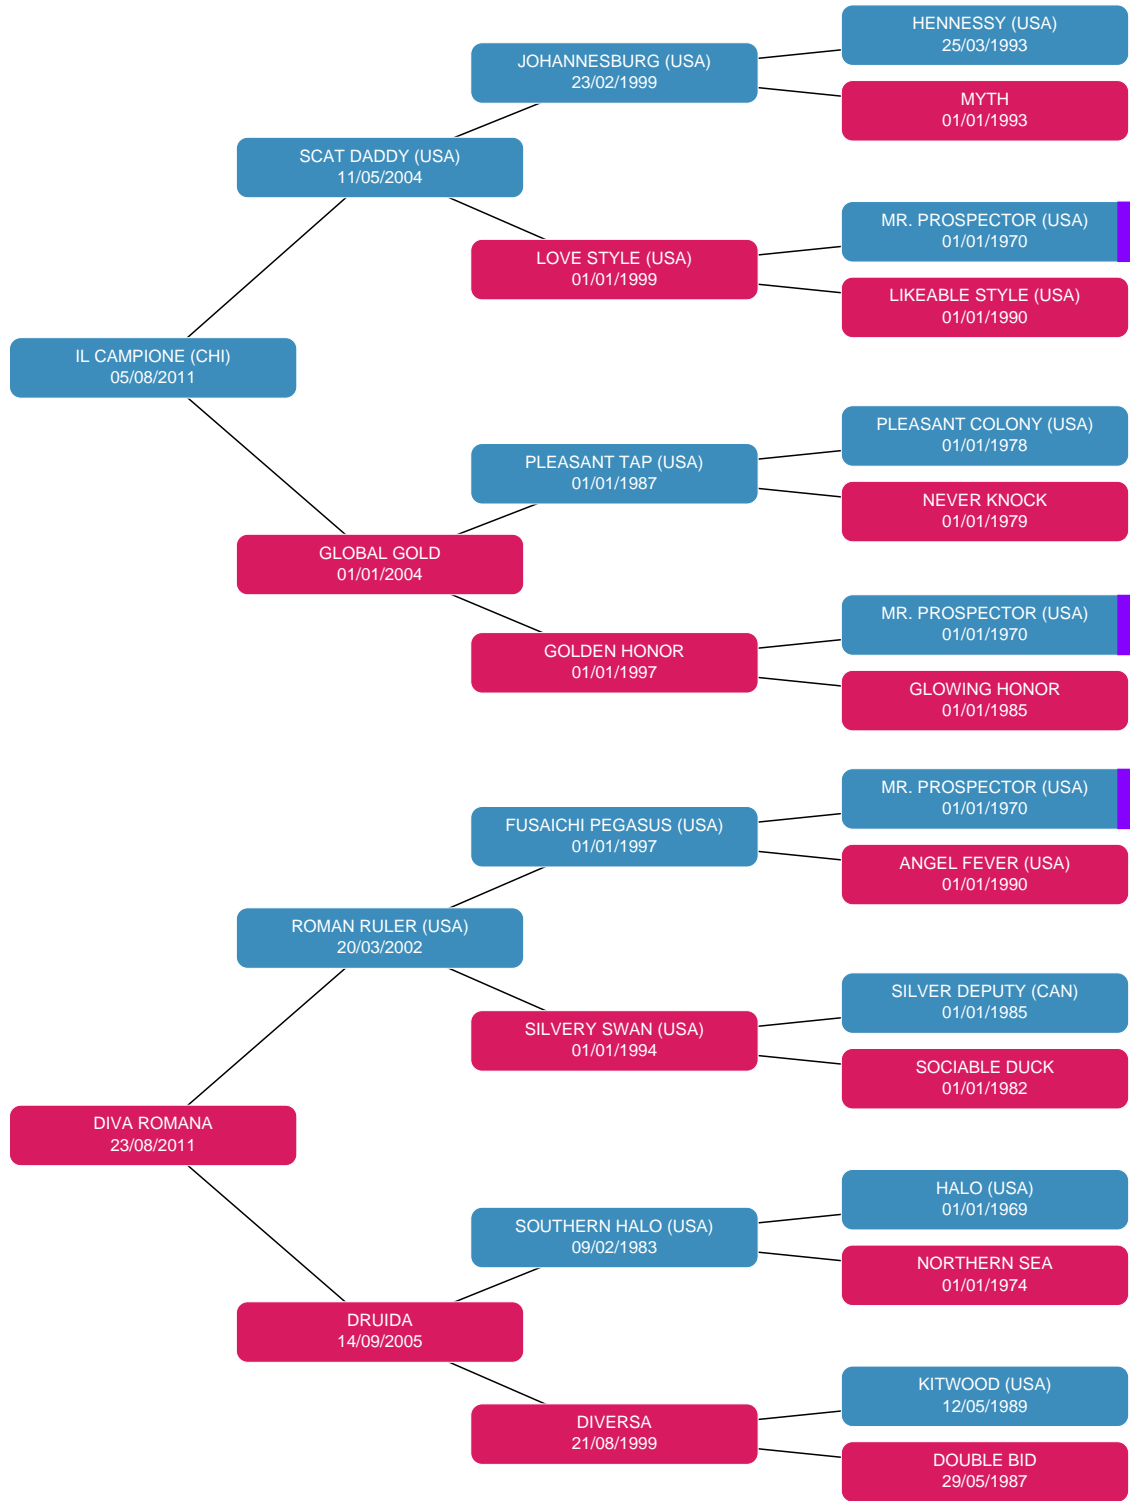 HENNESSY (USA)
25/03/1993
JOHANNESBURG (USA)
23/02/1999
MYTH
01/01/1993
SCAT DADDY (USA)
11/05/2004
MR. PROSPECTOR (USA)
01/01/1970
LOVE STYLE (USA)
01/01/1999
LIKEABLE STYLE (USA)
01/01/1990
IL CAMPIONE (CHI)
05/08/2011
PLEASANT COLONY (USA)
01/01/1978
PLEASANT TAP (USA)
01/01/1987
NEVER KNOCK
01/01/1979
GLOBAL GOLD
01/01/2004
MR. PROSPECTOR (USA)
01/01/1970
GOLDEN HONOR
01/01/1997
GLOWING HONOR
01/01/1985
MR. PROSPECTOR (USA)
01/01/1970
FUSAICHI PEGASUS (USA)
01/01/1997
ANGEL FEVER (USA)
01/01/1990
ROMAN RULER (USA)
20/03/2002
SILVER DEPUTY (CAN)
01/01/1985
SILVERY SWAN (USA)
01/01/1994
SOCIABLE DUCK
01/01/1982
DIVA ROMANA
23/08/2011
HALO (USA)
01/01/1969
SOUTHERN HALO (USA)
09/02/1983
NORTHERN SEA
01/01/1974
DRUIDA
14/09/2005
KITWOOD (USA)
12/05/1989
DIVERSA
21/08/1999
DOUBLE BID
29/05/1987